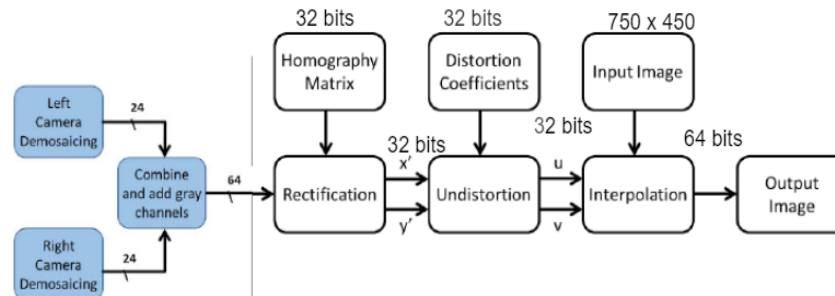 32 bits
32 bits
750 x 450
Homography
Matrix
Distortion
Coefficients
Input Image
Left
Camera
Demosaicing
24
32 bits
32 bits
64 bits
Combine
and add gray
channels
64
Rectification
x'
y'
Undistortion
u
v
Interpolation
Output
Image
Right
Camera
Demosaicing
24